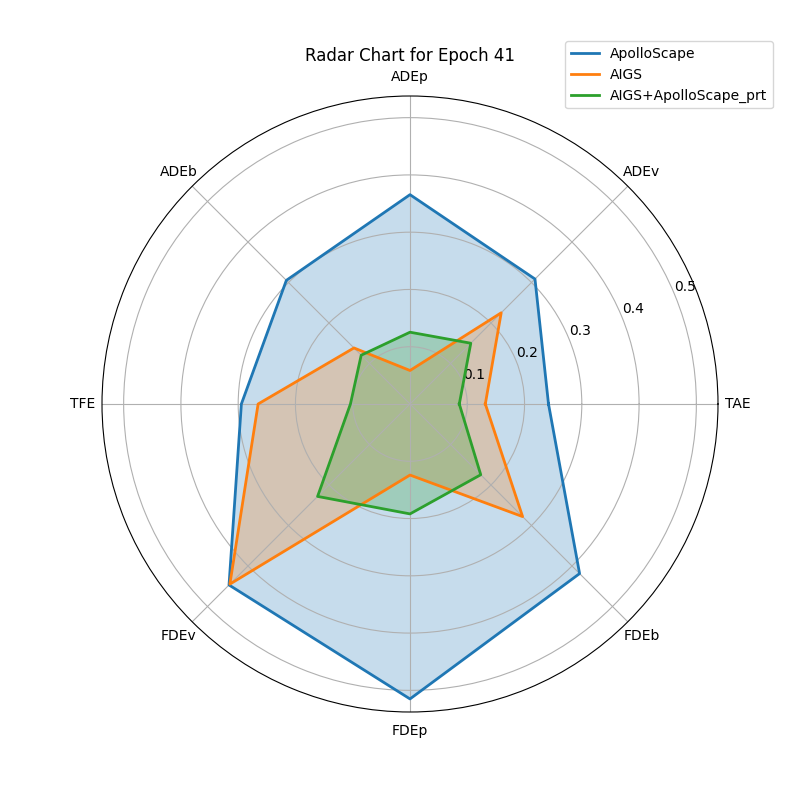 Radar Chart for Epoch 41
ApolloScape
AIGS
AIGS+ApolloScape_prt
ADEp
ADEb
ADEv
0.5
0.4
0.3
0.2
0.1
TFE
TAE
FDEv
FDEb
FDEp